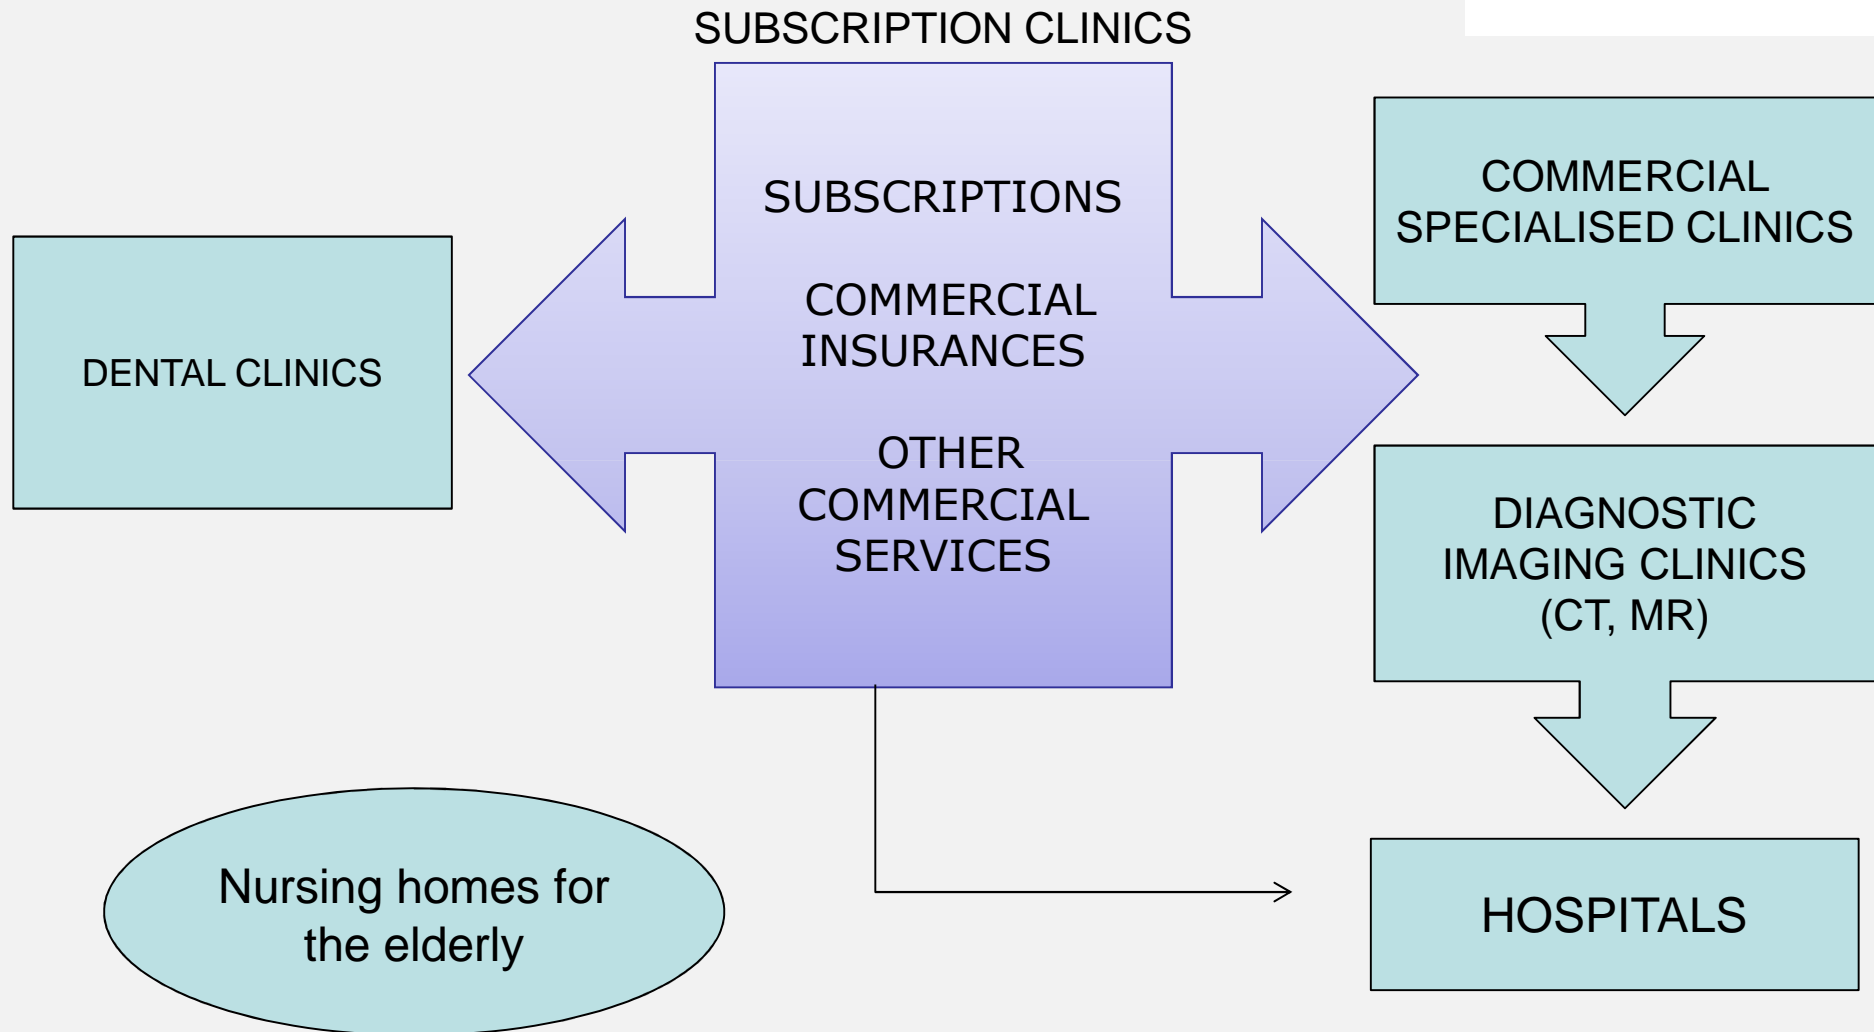 SUBSCRIPTION CLINICS
SUBSCRIPTIONS
COMMERCIAL
INSURANCES
OTHER
COMMERCIAL
SERVICES
DENTAL CLINICS
COMMERCIAL
SPECIALISED CLINICS
DIAGNOSTIC
IMAGING CLINICS
(CT, MR)
HOSPITALS
Nursing homes for
the elderly